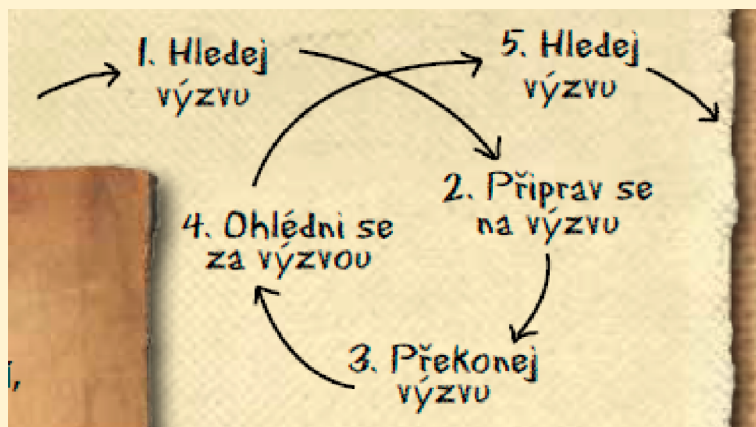 1. Hledej
výzvu
5. Hledej
výzvu
2. Připrav se
na výzvu
4. Ohlédni se
za výzvou
3. Překonej
výzvu
í,